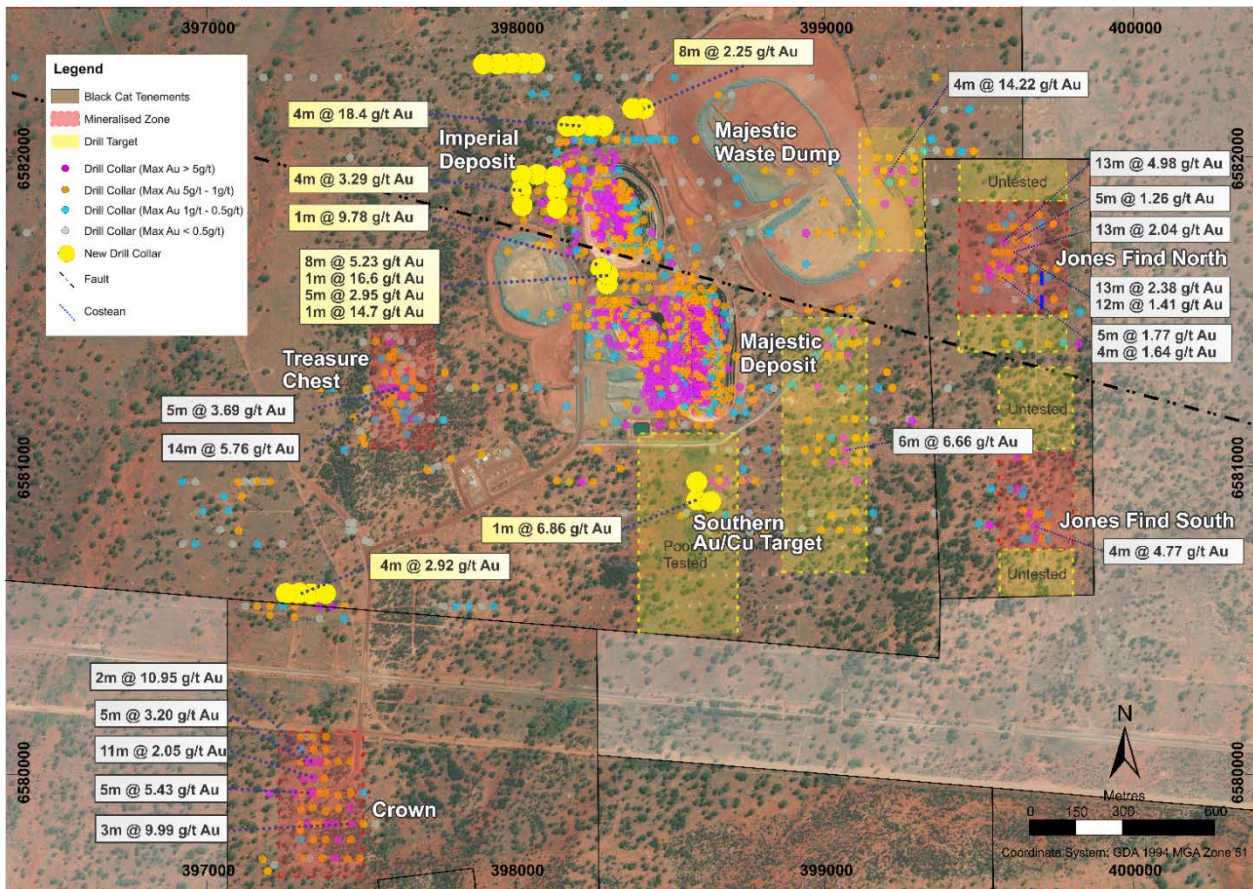 397000
398000
399000
400000
Legend
Black Cat Tenements
Mineralised Zone
Drill Target
Drill Collar (Max Au > 5g/t)
Drill Collar (Max Au 5g/t - 1g/t)
Drill Collar (Max Au 1g/t - 0.5g/t)
Drill Collar (Max Au < 0.5g/t)
New Drill Collar
Fault
Costean
8m @ 2.25 g/t Au
4m @ 14.22 g/t Au
4m @ 18.4 g/t Au
Imperial
Deposit
Majestic
Waste Dump
6582000
6582000
4m @ 3.29 g/t Au
1m @ 9.78 g/t Au
8m @ 5.23 g/t Au
1m @ 16.6 g/t Au
5m @ 2.95 g/t Au
1m @ 14.7 g/t Au
Untested
13m @ 4.98 g/t Au
5m @ 1.26 g/t Au
13m @ 2.04 g/t Au
Jones Find North
13m @ 2.38 g/t Au
12m @ 1.41 g/t Au
5m @ 1.77 g/t Au
4m @ 1.64 g/t Au
Treasure
Chest
Majestic
Deposit
5m @ 3.69 g/t Au
14m @ 5.76 g/t Au
Untested
6m @ 6.66 g/t Au
6581000
6581000
1m @ 6.86 g/t Au
Southern
Au/Cu Target
Tested
Jones Find South
4m @ 4.77 g/t Au
Untested
4m @ 2.92 g/t Au
2m @ 10.95 g/t Au
5m @ 3.20 g/t Au
11m @ 2.05 g/t Au
5m @ 5.43 g/t Au
3m @ 9.99 g/t Au
Crown
6580000
6580000
N
Metres
0 150 300 600
Coordinate System: GDA 1994 MGA Zone 51
397000
398000
399000
400000